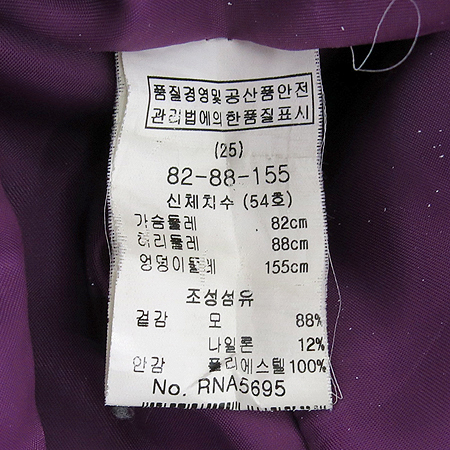 품질경영및공산품안전
관리법에의한품질표시
(25)
82-88-155
신체치수 (54호)
가슴둘레 82cm
허리둘레 88cm
엉덩이둘레 155cm
조성섬유
겉감 모 88%
나일론 12%
안감 폴리에스텔 100%
No. RNA5695